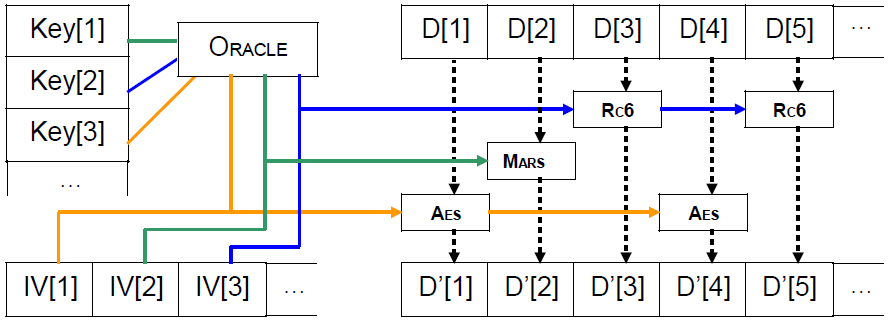 Key[1]
Key[2]
Key[3]
...
ORACLE
D[1] D[2] D[3] D[4] D[5] ...
RC6 RC6
MARS
AES AES
IV[1] IV[2] IV[3] ...
D’[1] D’[2] D’[3] D’[4] D’[5] ...